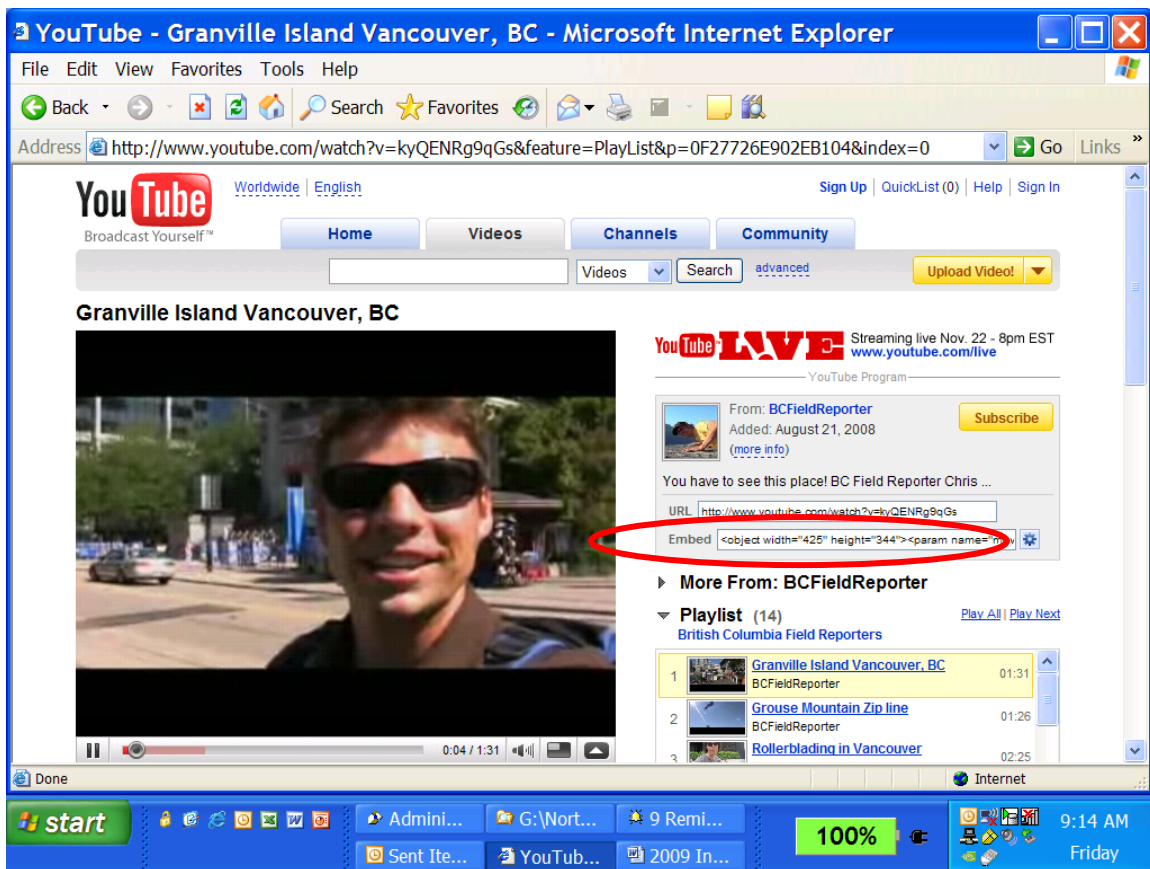 YouTube - Granville Island Vancouver, BC - Microsoft Internet Explorer
File Edit View Favorites Tools Help
Back Search Favorites
Address http://www.youtube.com/watch?v=kyQENRg9qGs&feature=PlayList&p=0F27726E902EB104&index=0 Go Links »
You Tube Worldwide | English Sign Up | QuickList (0) | Help | Sign In
Broadcast Yourself™ Home Videos Channels Community
Videos Search advanced Upload Video!
Granville Island Vancouver, BC
YouTube LIVE Streaming live Nov. 22 - 8pm EST
www.youtube.com/live
YouTube Program
From: BCFieldReporter
Added: August 21, 2008
(more info)
Subscribe
You have to see this place! BC Field Reporter Chris ...
URL http://www.youtube.com/watch?v=kyQENRg9qGs
Embed <object width="425" height="344"><param name="mov
More From: BCFieldReporter
Playlist (14) Play All | Play Next
British Columbia Field Reporters
1 Granville Island Vancouver, BC 01:31
BCFieldReporter
2 Grouse Mountain Zip line 01:26
BCFieldReporter
3 Rollerblading in Vancouver 02:25
0:04 / 1:31
Done Internet
start Admini... G:\Nort... 9 Remi... 100% 9:14 AM
Sent Ite... YouTub... 2009 In... Friday